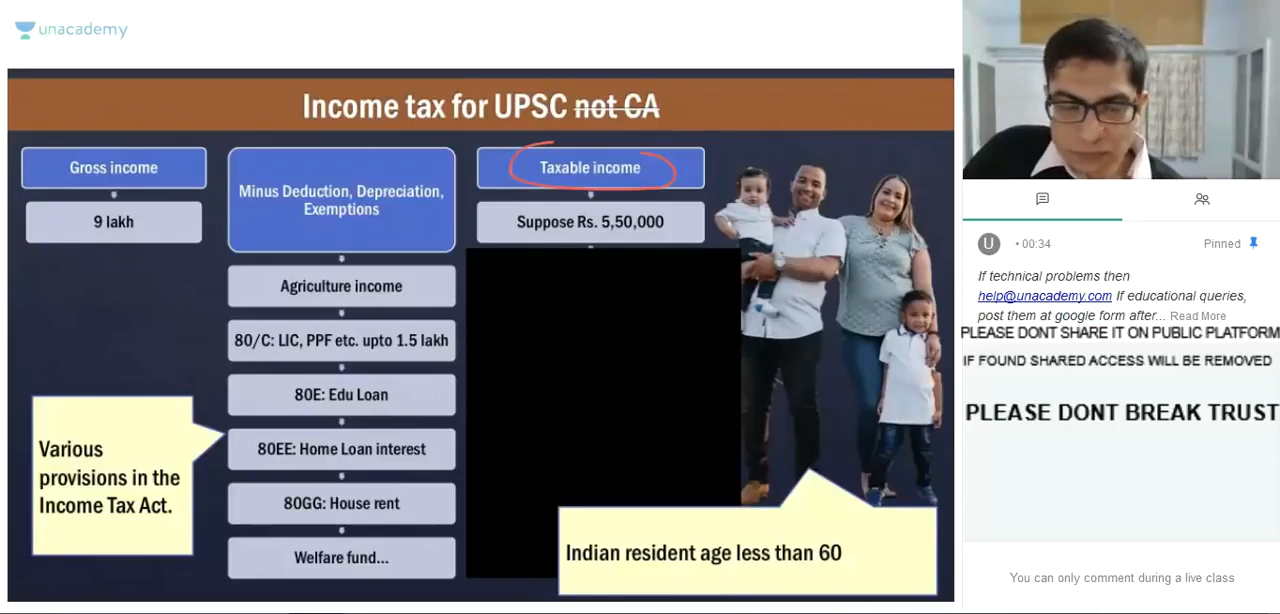 unacademy
Income tax for UPSC not CA
Gross income
9 lakh
Minus Deduction, Depreciation,
Exemptions
Agriculture income
80/C: LIC, PPF etc. upto 1.5 lakh
80E: Edu Loan
80EE: Home Loan interest
80GG: House rent
Welfare fund...
Taxable income
Suppose Rs. 5,50,000
Various
provisions in the
Income Tax Act.
Indian resident age less than 60
U
• 00:34
Pinned
If technical problems then
help@unacademy.com If educational queries,
post them at google form after... Read More
PLEASE DONT SHARE IT ON PUBLIC PLATFORM
IF FOUND SHARED ACCESS WILL BE REMOVED
PLEASE DONT BREAK TRUST
You can only comment during a live class